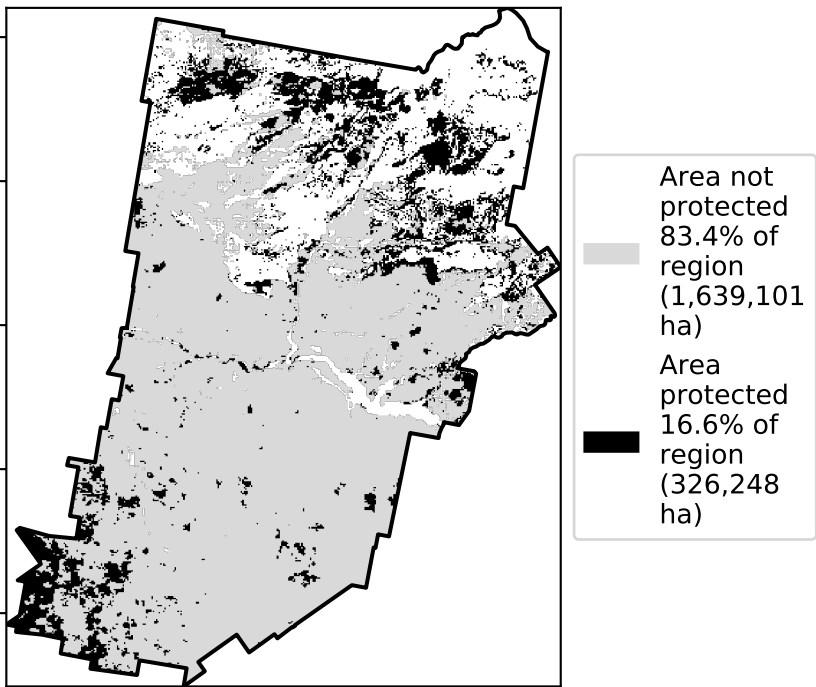 Area not
protected
83.4% of
region
(1,639,101
ha)
Area
protected
16.6% of
region
(326,248
ha)